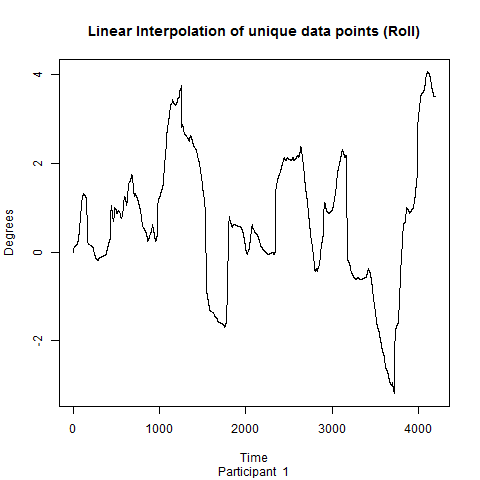 Linear Interpolation of unique data points (Roll)
Degrees
4
2
0
-2
0 1000 2000 3000 4000
Time
Participant 1